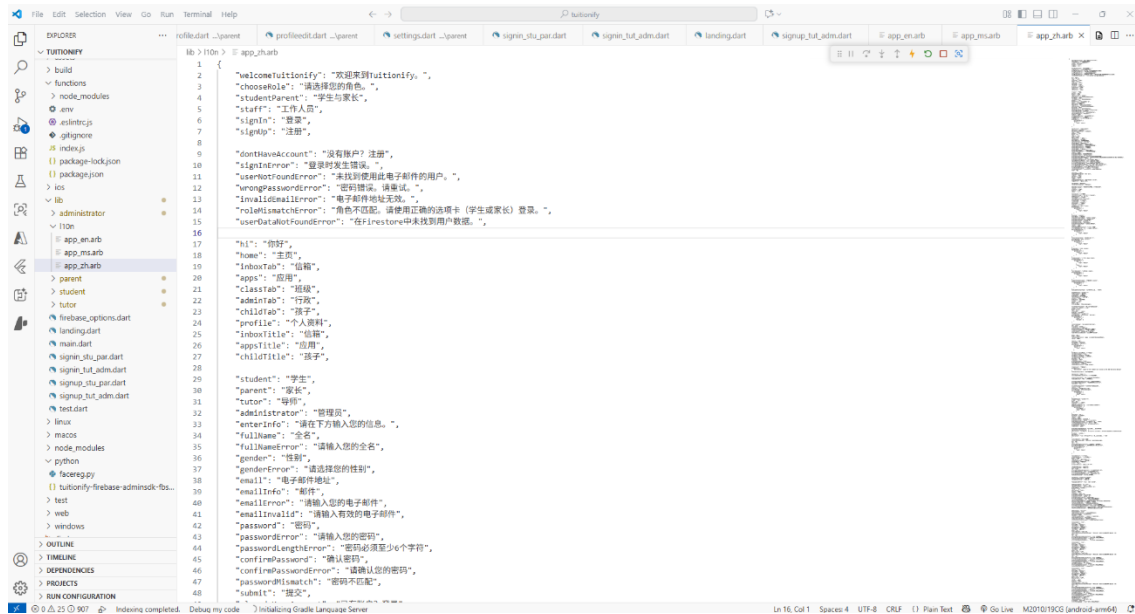 File Edit Selection View Go Run Terminal Help
tuitionify
EXPLORER
rofile.dart ...\parent
profileedit.dart ...\parent
settings.dart ...\parent
signin_stu_par.dart
signin_tut_adm.dart
landing.dart
signup_tut_adm.dart
app_en.arb
app_ms.arb
app_zh.arb
TUITIONIFY
build
functions
node_modules
.env
.eslintrc.js
.gitignore
index.js
package-lock.json
package.json
ios
lib
administrator
l10n
app_en.arb
app_ms.arb
app_zh.arb
parent
student
tutor
firebase_options.dart
landing.dart
main.dart
signin_stu_par.dart
signin_tut_adm.dart
signup_stu_par.dart
signup_tut_adm.dart
test.dart
linux
macos
node_modules
python
facereg.py
tuitionify-firebase-adminsdk-fbs...
test
web
windows
OUTLINE
TIMELINE
DEPENDENCIES
PROJECTS
RUN CONFIGURATION
lib > l10n > app_zh.arb
1 {
2 "welcomeTuitionify": "欢迎来到Tuitionify。",
3 "chooseRole": "请选择您的角色。",
4 "studentParent": "学生与家长",
5 "staff": "工作人员",
6 "signIn": "登录",
7 "signUp": "注册",
8
9 "dontHaveAccount": "没有账户？注册",
10 "signInError": "登录时发生错误。",
11 "userNotFoundError": "未找到使用此电子邮件的用户。",
12 "wrongPasswordError": "密码错误。请重试。",
13 "invalidEmailError": "电子邮件地址无效。",
14 "roleMismatchError": "角色不匹配。请使用正确的选项卡（学生或家长）登录。",
15 "userDataNotFoundError": "在Firestore中未找到用户数据。",
16
17 "hi": "你好",
18 "home": "主页",
19 "inboxTab": "信箱",
20 "apps": "应用",
21 "classTab": "班级",
22 "adminTab": "行政",
23 "childTab": "孩子",
24 "profile": "个人资料",
25 "inboxTitle": "信箱",
26 "appsTitle": "应用",
27 "childTitle": "孩子",
28
29 "student": "学生",
30 "parent": "家长",
31 "tutor": "导师",
32 "administrator": "管理员",
33 "enterInfo": "请在下方输入您的信息。",
34 "fullName": "全名",
35 "fullNameError": "请输入您的全名",
36 "gender": "性别",
37 "genderError": "请选择您的性别",
38 "email": "电子邮件地址",
39 "emailInfo": "邮件",
40 "emailError": "请输入您的电子邮件",
41 "emailInvalid": "请输入有效的电子邮件",
42 "password": "密码",
43 "passwordError": "请输入您的密码",
44 "passwordLengthError": "密码必须至少6个字符",
45 "confirmPassword": "确认密码",
46 "confirmPasswordError": "请确认您的密码",
47 "passwordMismatch": "密码不匹配",
48 "submit": "提交",
0 25 907 Indexing completed. Debug my code Initializing Gradle Language Server Ln 16, Col 1 Spaces: 4 UTF-8 CRLF {} Plain Text Go Live M2010J19CG (android-arm64)